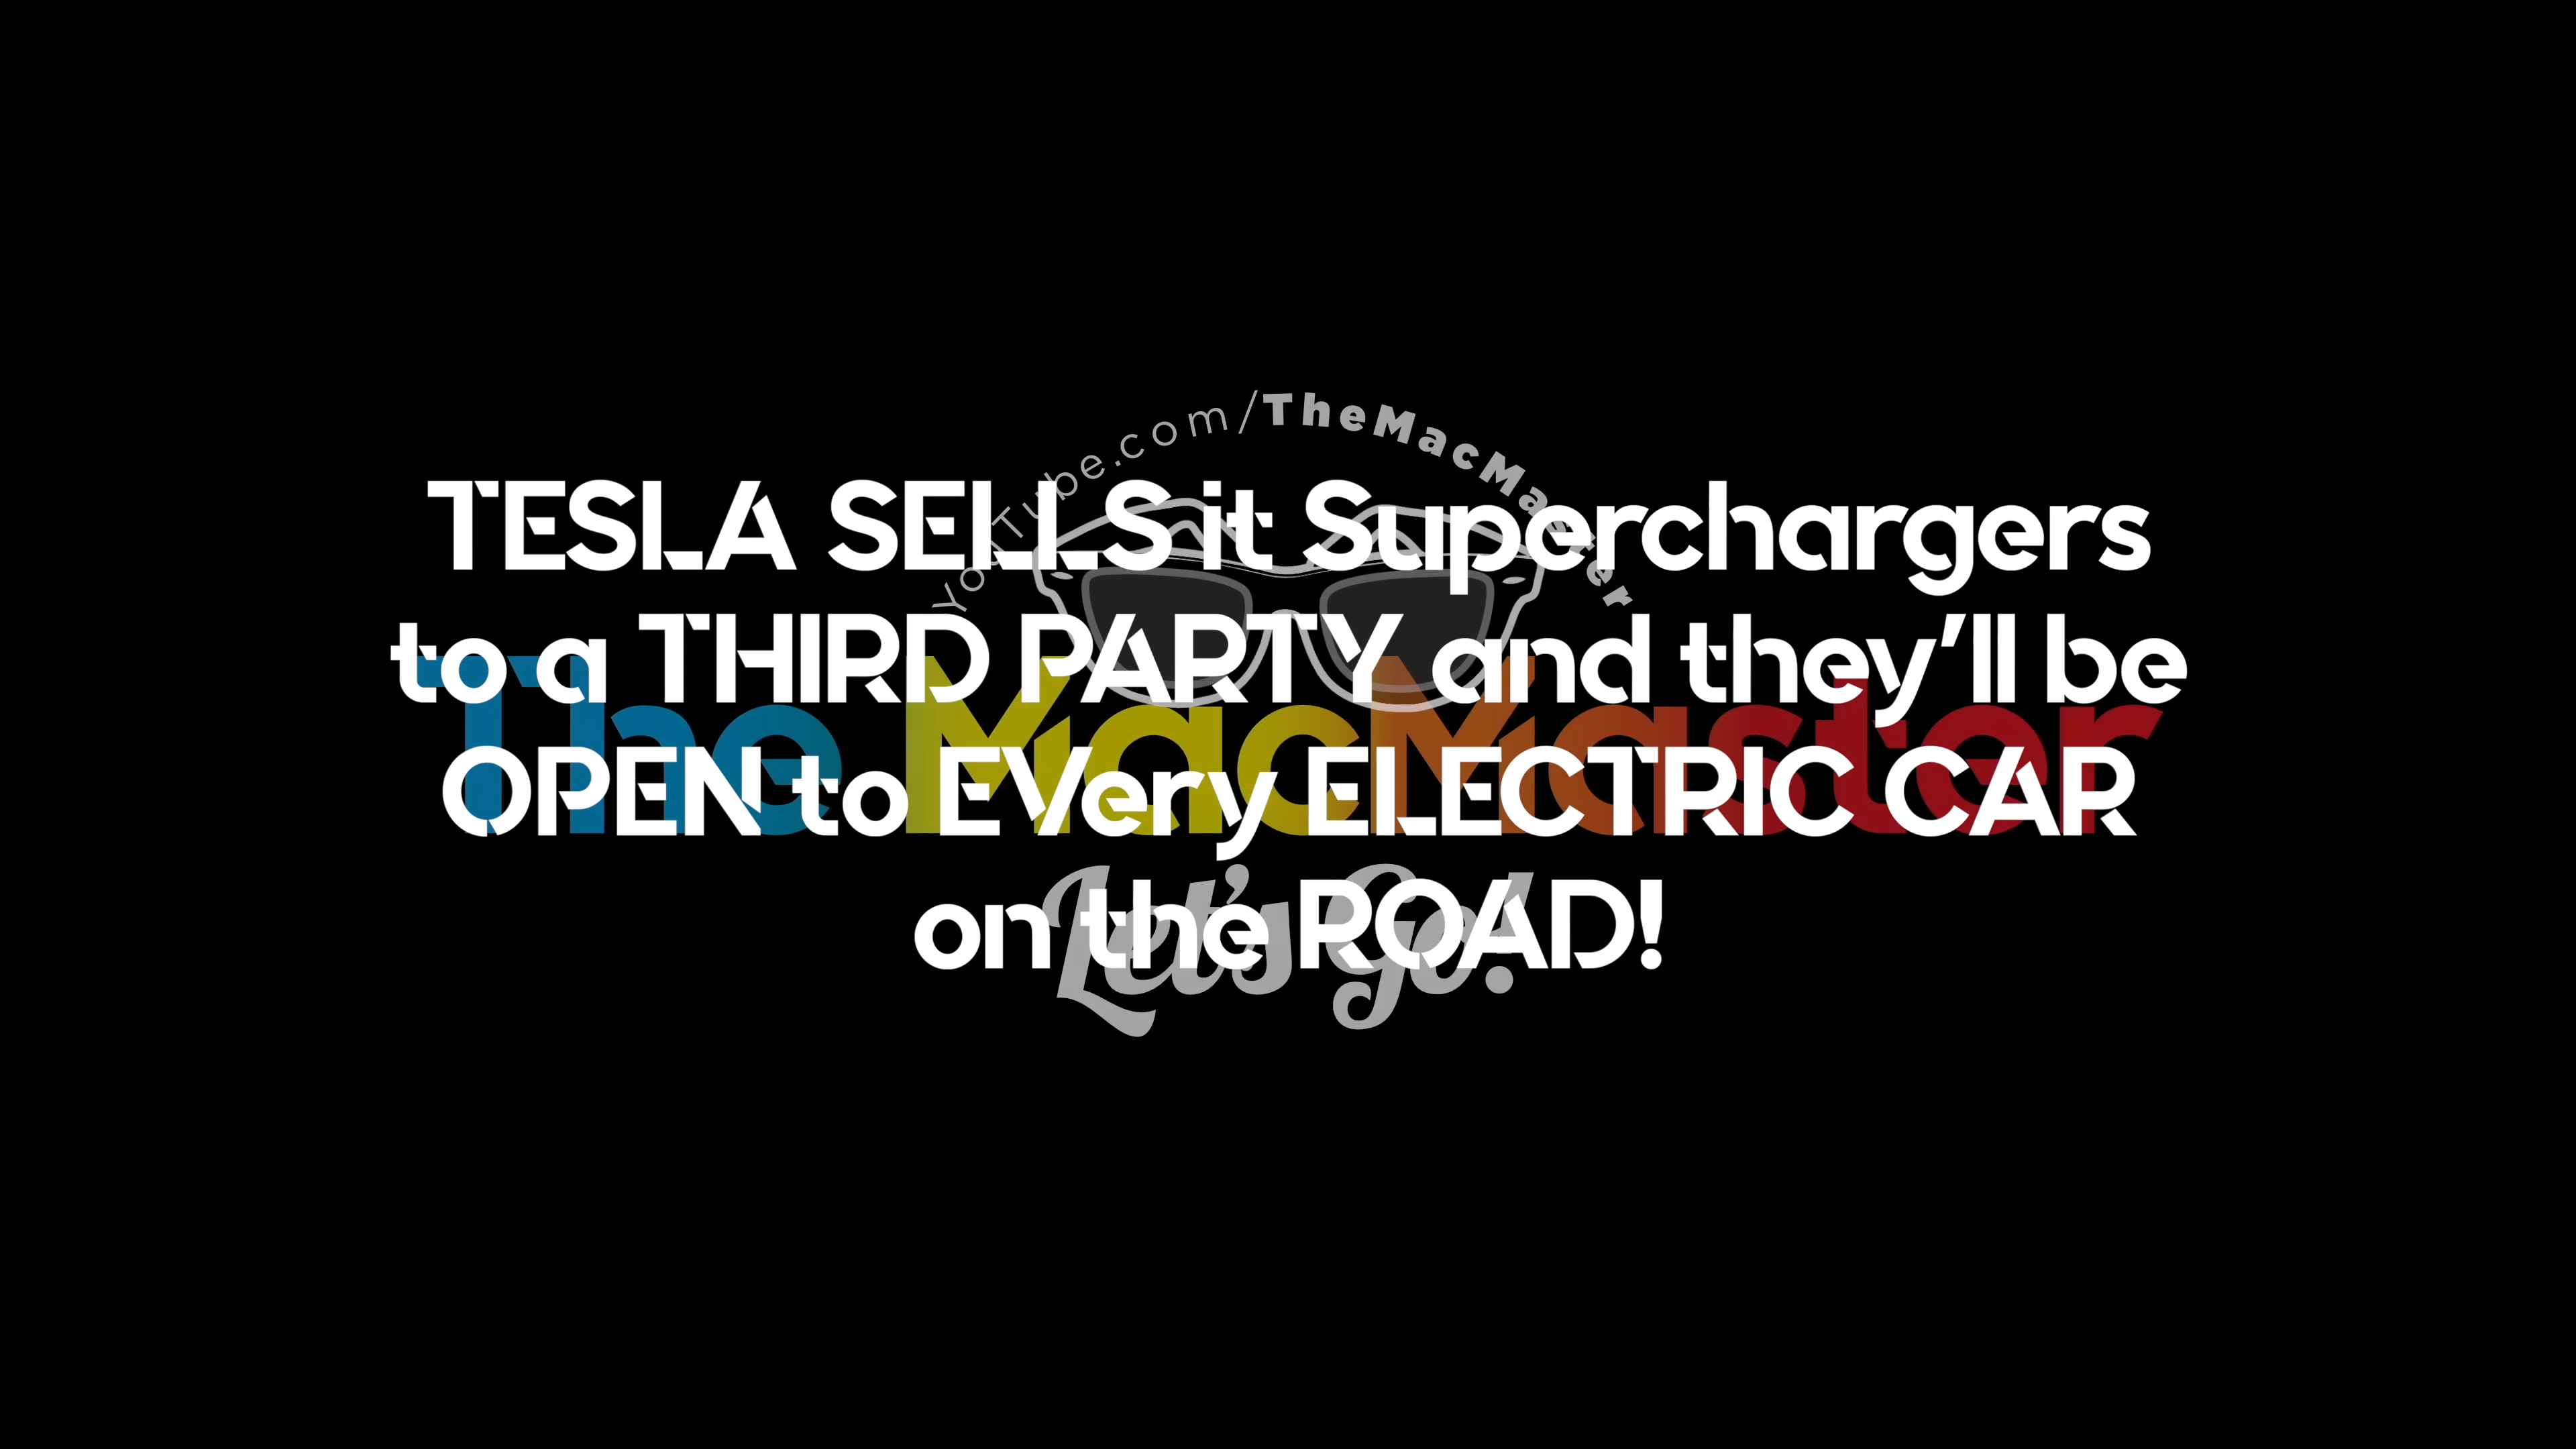 YouTube.com/TheMacMaster
TESLA SELLS it Superchargers
to a THIRD PARTY and they'll be
The MacMaster
OPEN to EVery ELECTRIC CAR
on the ROAD!
Let's Go!